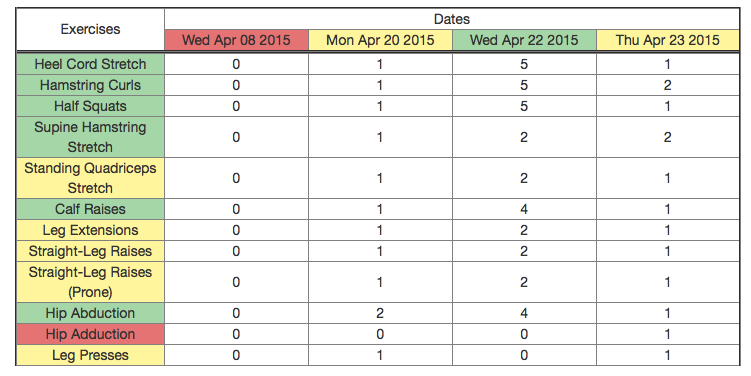 Exercises Dates
Wed Apr 08 2015 Mon Apr 20 2015 Wed Apr 22 2015 Thu Apr 23 2015
Heel Cord Stretch 0 1 5 1
Hamstring Curls 0 1 5 2
Half Squats 0 1 5 1
Supine Hamstring
Stretch 0 1 2 2
Standing Quadriceps
Stretch 0 1 2 1
Calf Raises 0 1 4 1
Leg Extensions 0 1 2 1
Straight-Leg Raises 0 1 2 1
Straight-Leg Raises
(Prone) 0 1 2 1
Hip Abduction 0 2 4 1
Hip Adduction 0 0 0 1
Leg Presses 0 1 0 1